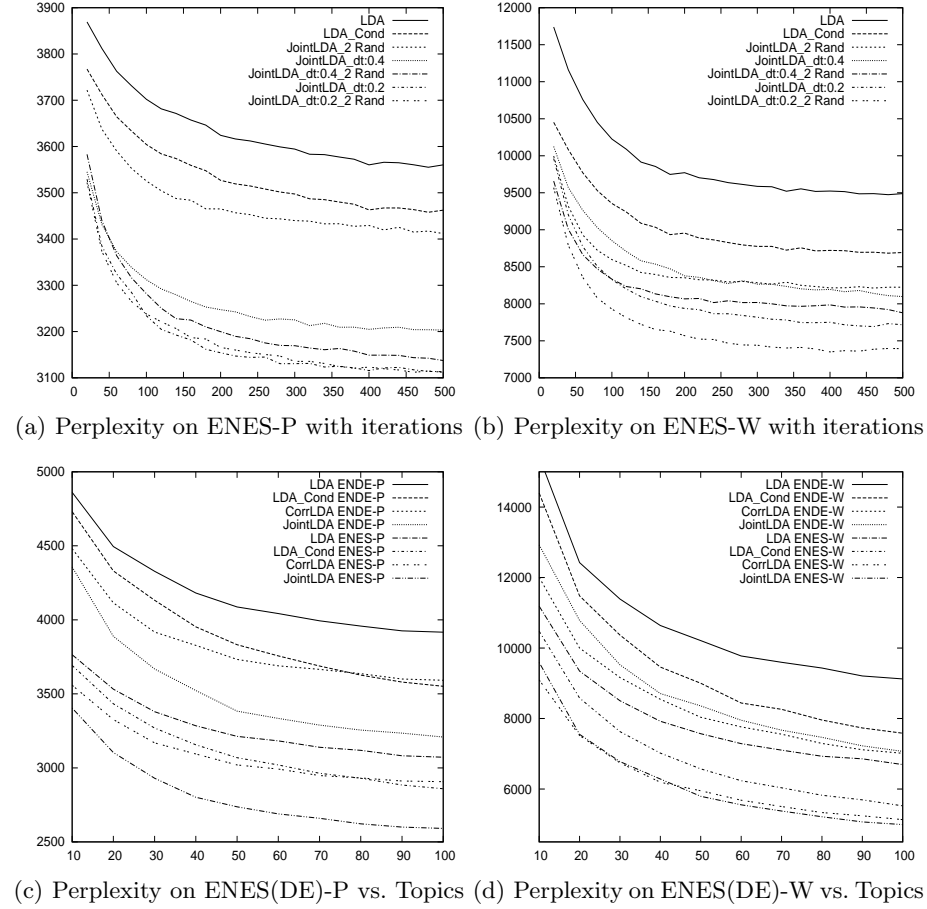 3900
3800
3700
3600
3500
3400
3300
3200
3100
0 50 100 150 200 250 300 350 400 450 500
LDA
LDA_Cond
JointLDA_2 Rand
JointLDA_dt:0.4
JointLDA_dt:0.4_2 Rand
JointLDA_dt:0.2
JointLDA_dt:0.2_2 Rand
12000
11500
11000
10500
10000
9500
9000
8500
8000
7500
7000
0 50 100 150 200 250 300 350 400 450 500
LDA
LDA_Cond
JointLDA_2 Rand
JointLDA_dt:0.4
JointLDA_dt:0.4_2 Rand
JointLDA_dt:0.2
JointLDA_dt:0.2_2 Rand
(a) Perplexity on ENES-P with iterations
(b) Perplexity on ENES-W with iterations
5000
4500
4000
3500
3000
2500
10 20 30 40 50 60 70 80 90 100
LDA ENDE-P
LDA_Cond ENDE-P
CorrLDA ENDE-P
JointLDA ENDE-P
LDA ENES-P
LDA_Cond ENES-P
CorrLDA ENES-P
JointLDA ENES-P
14000
12000
10000
8000
6000
10 20 30 40 50 60 70 80 90 100
LDA ENDE-W
LDA_Cond ENDE-W
CorrLDA ENDE-W
JointLDA ENDE-W
LDA ENES-W
LDA_Cond ENES-W
CorrLDA ENES-W
JointLDA ENES-W
(c) Perplexity on ENES(DE)-P vs. Topics
(d) Perplexity on ENES(DE)-W vs. Topics